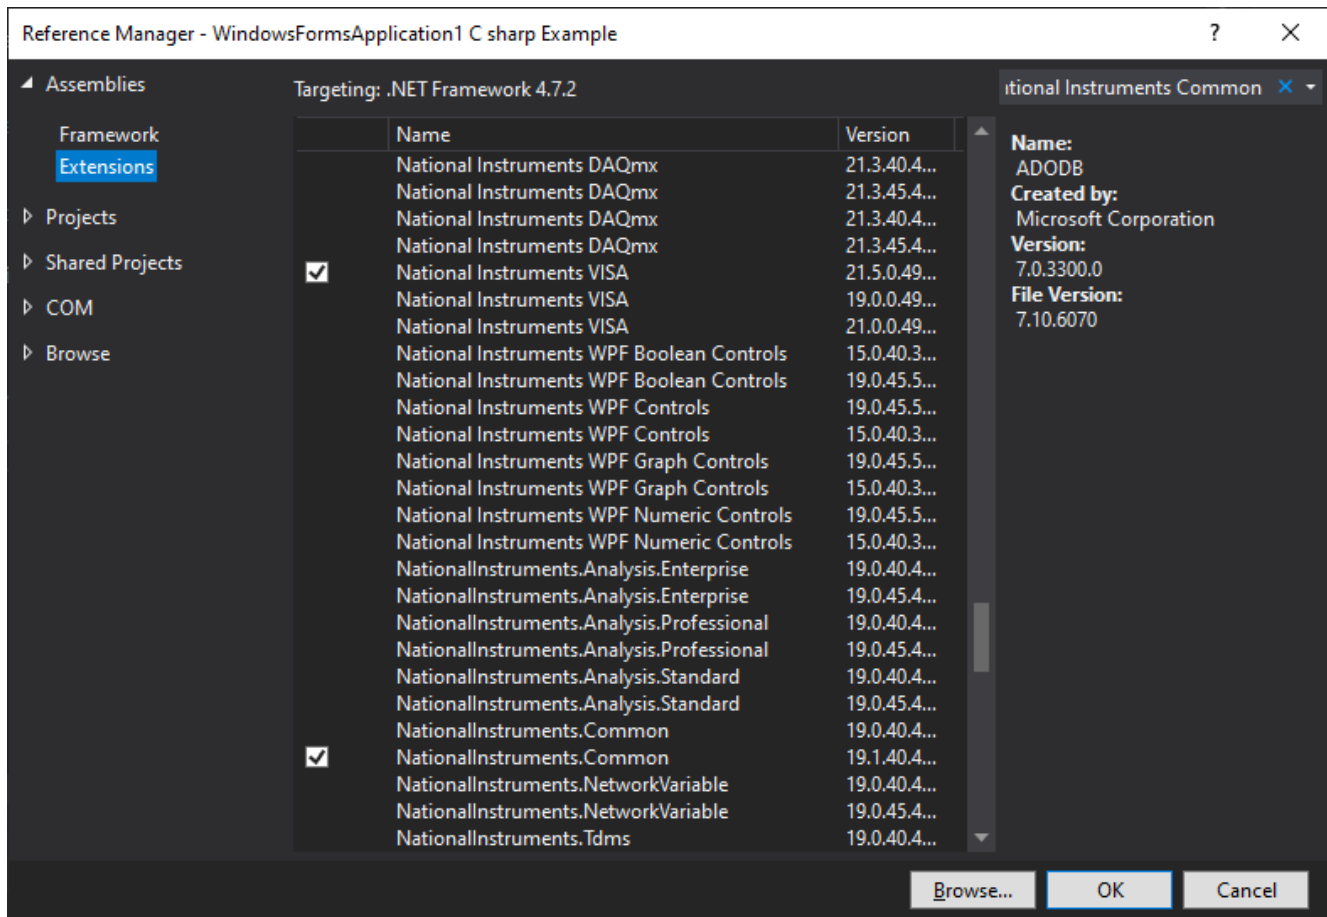 Reference Manager - WindowsFormsApplication1 C sharp Example
Assemblies
Framework
Extensions
Projects
Shared Projects
COM
Browse
Targeting: .NET Framework 4.7.2
Name Version
National Instruments DAQmx 21.3.40.4...
National Instruments DAQmx 21.3.45.4...
National Instruments DAQmx 21.3.40.4...
National Instruments DAQmx 21.3.45.4...
National Instruments VISA 21.5.0.49...
National Instruments VISA 19.0.0.49...
National Instruments VISA 21.0.0.49...
National Instruments WPF Boolean Controls 15.0.40.3...
National Instruments WPF Boolean Controls 19.0.45.5...
National Instruments WPF Controls 19.0.45.5...
National Instruments WPF Controls 15.0.40.3...
National Instruments WPF Graph Controls 19.0.45.5...
National Instruments WPF Graph Controls 15.0.40.3...
National Instruments WPF Numeric Controls 19.0.45.5...
National Instruments WPF Numeric Controls 15.0.40.3...
NationalInstruments.Analysis.Enterprise 19.0.40.4...
NationalInstruments.Analysis.Enterprise 19.0.45.4...
NationalInstruments.Analysis.Professional 19.0.40.4...
NationalInstruments.Analysis.Professional 19.0.45.4...
NationalInstruments.Analysis.Standard 19.0.40.4...
NationalInstruments.Analysis.Standard 19.0.45.4...
NationalInstruments.Common 19.0.40.4...
NationalInstruments.Common 19.1.40.4...
NationalInstruments.NetworkVariable 19.0.40.4...
NationalInstruments.NetworkVariable 19.0.45.4...
NationalInstruments.Tdms 19.0.40.4...
tional Instruments Common
Name:
ADODB
Created by:
Microsoft Corporation
Version:
7.0.3300.0
File Version:
7.10.6070
Browse... OK Cancel